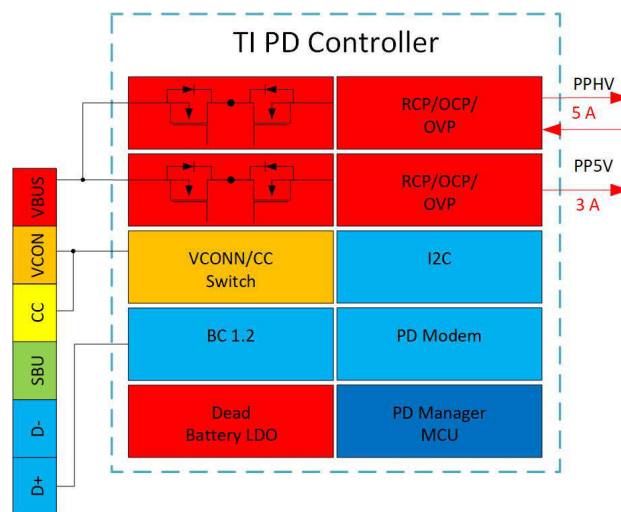 TI PD Controller
RCP/OCP/
OVP
PPHV
5 A
RCP/OCP/
OVP
PP5V
3 A
VBUS
VCON
CC
SBU
D-
D+
VCONN/CC
Switch
I2C
BC 1.2
PD Modem
Dead
Battery LDO
PD Manager
MCU